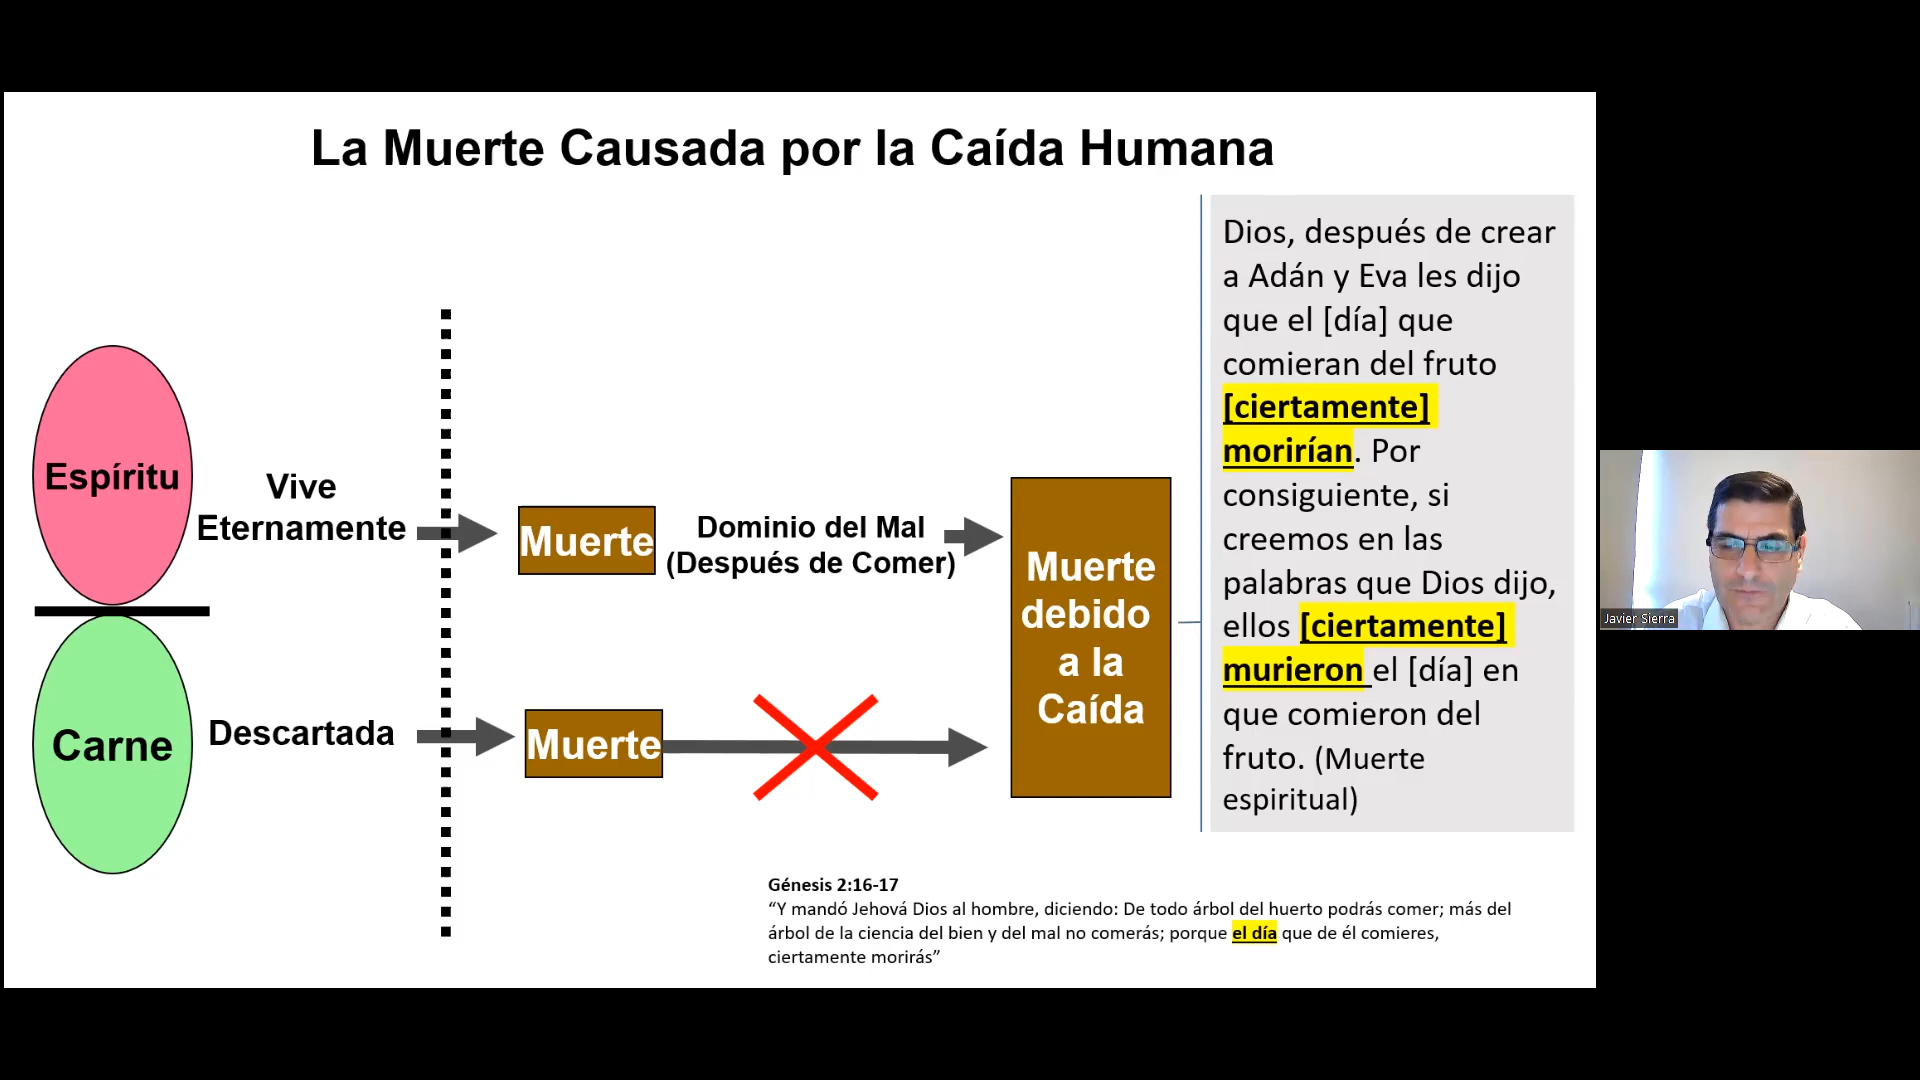 La Muerte Causada por la Caída Humana
Espíritu
Vive
Eternamente
Carne
Descartada
Muerte
Dominio del Mal
(Después de Comer)
Muerte
Muerte
debido
a la
Caída
Dios, después de crear
a Adán y Eva les dijo
que el [día] que
comieran del fruto
[ciertamente]
morirían. Por
consiguiente, si
creemos en las
palabras que Dios dijo,
ellos [ciertamente]
murieron el [día] en
que comieron del
fruto. (Muerte
espiritual)
Génesis 2:16-17
“Y mandó Jehová Dios al hombre, diciendo: De todo árbol del huerto podrás comer; más del
árbol de la ciencia del bien y del mal no comerás; porque el día que de él comieres,
ciertamente morirás”
Javier Sierra